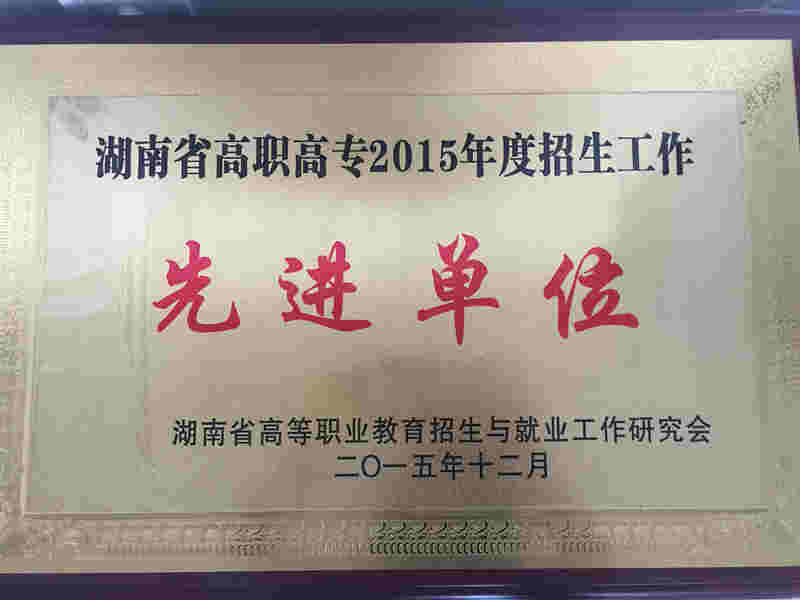 湖南省高职高专2015年度招生工作
先进单位
湖南省高等职业教育招生与就业工作研究会
二〇一五年十二月